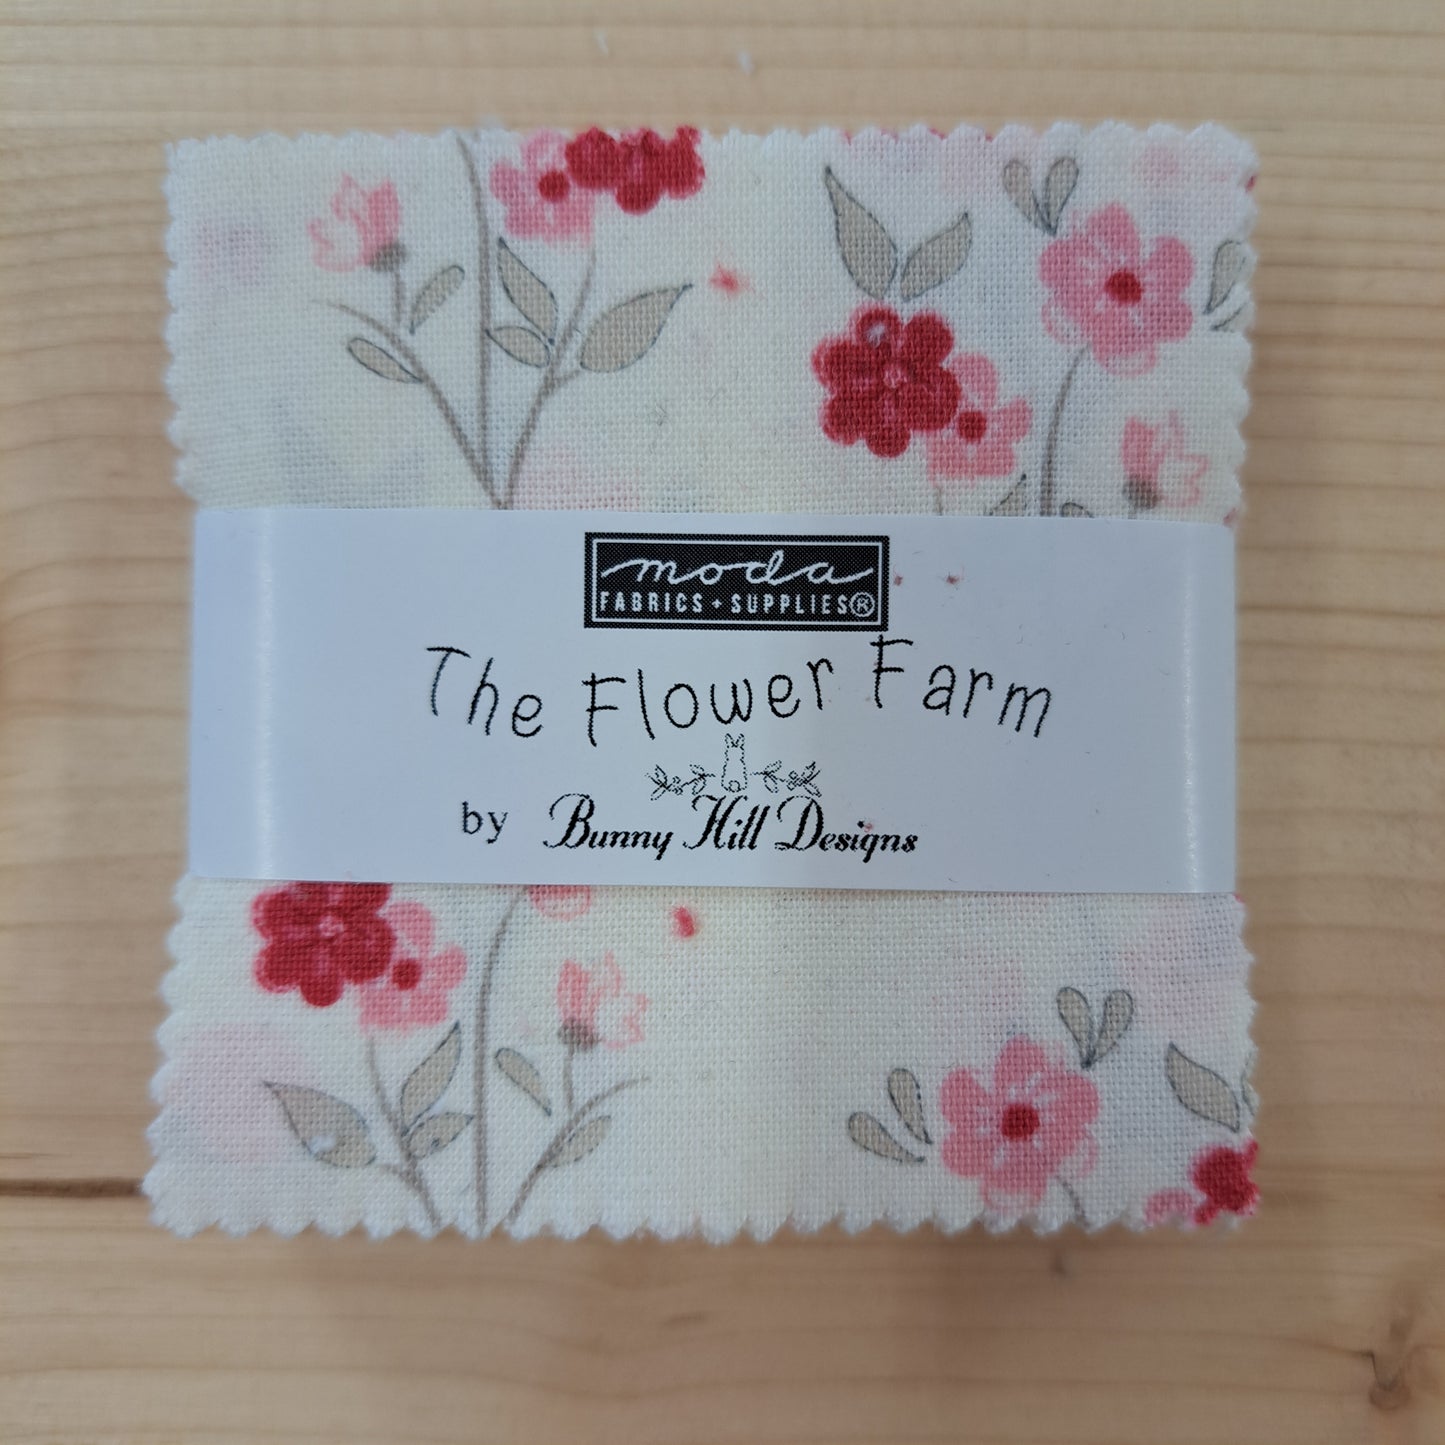 moda
FABRICS + SUPPLIES®
The Flower Farm
by Bunny Hill Designs